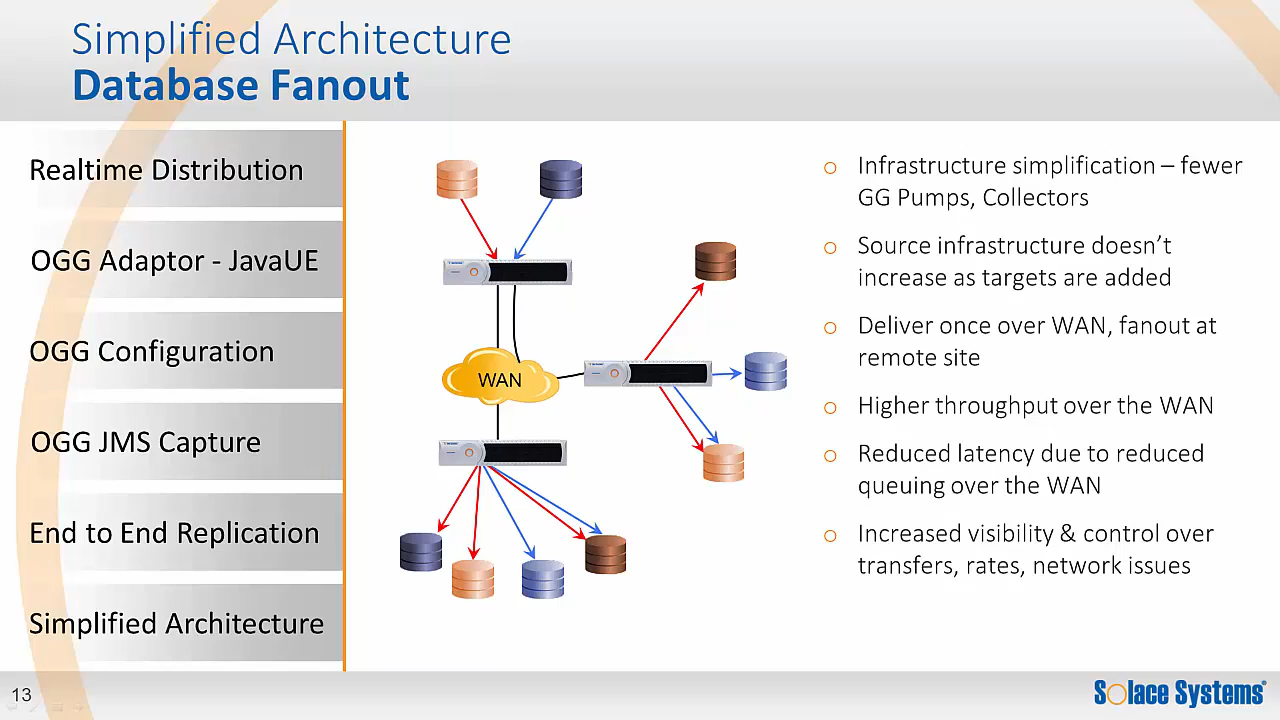 Simplified Architecture
Database Fanout
Realtime Distribution
OGG Adaptor - JavaUE
OGG Configuration
OGG JMS Capture
End to End Replication
Simplified Architecture
WAN
Infrastructure simplification – fewer
GG Pumps, Collectors
Source infrastructure doesn’t
increase as targets are added
Deliver once over WAN, fanout at
remote site
Higher throughput over the WAN
Reduced latency due to reduced
queuing over the WAN
Increased visibility & control over
transfers, rates, network issues
13
Solace Systems®